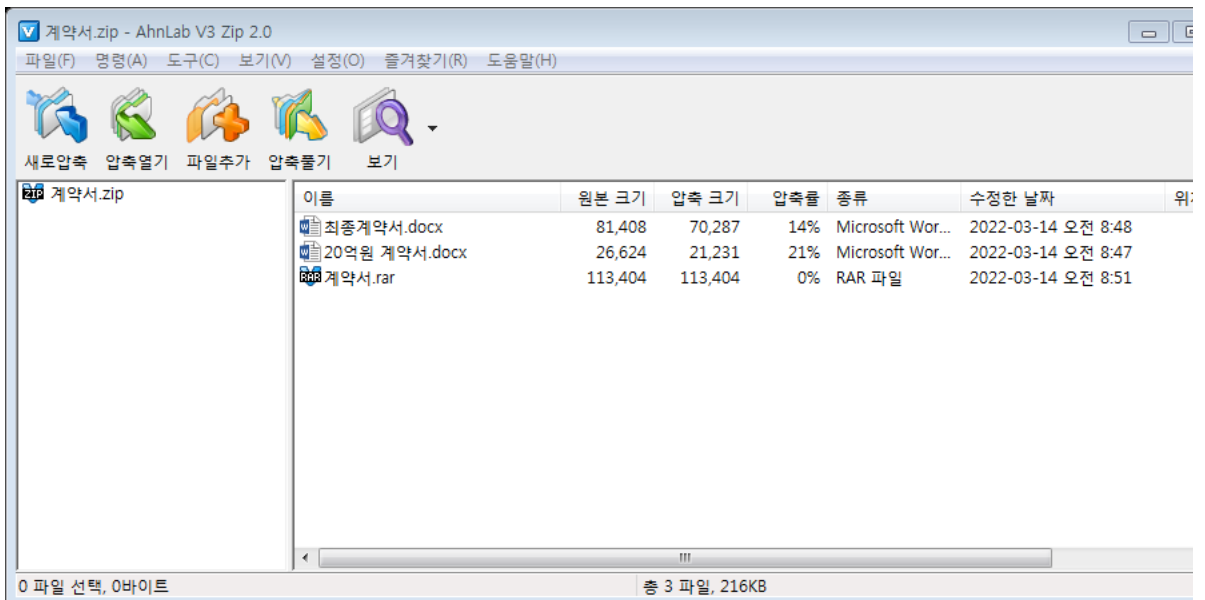 계약서.zip - AhnLab V3 Zip 2.0
파일(F) 명령(A) 도구(C) 보기(V) 설정(O) 즐겨찾기(R) 도움말(H)
새로압축 압축열기 파일추가 압축풀기 보기
ZIP 계약서.zip
이름 원본 크기 압축 크기 압축률 종류 수정한 날짜
최종계약서.docx 81,408 70,287 14% Microsoft Wor... 2022-03-14 오전 8:48
20억원 계약서.docx 26,624 21,231 21% Microsoft Wor... 2022-03-14 오전 8:47
RAR 계약서.rar 113,404 113,404 0% RAR 파일 2022-03-14 오전 8:51
0 파일 선택, 0바이트 총 3 파일, 216KB